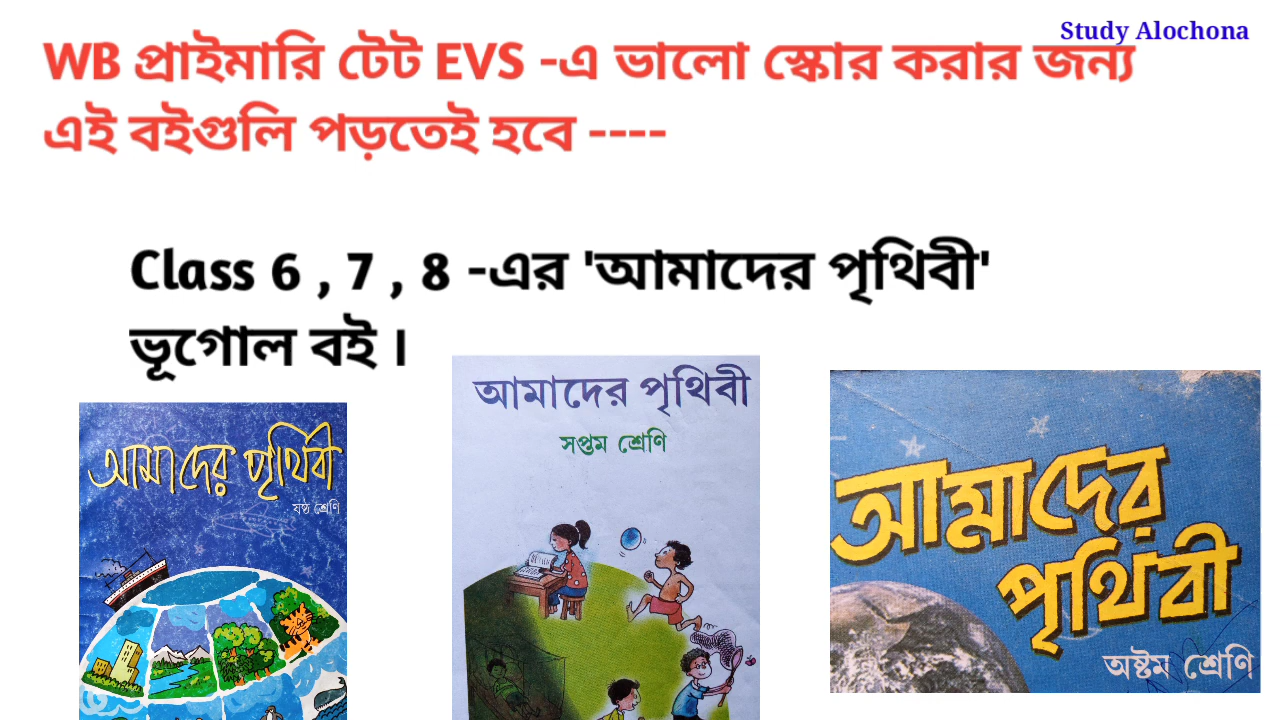 Study Alochona
WB প্রাইমারি টেট EVS -এ ভালো স্কোর করার জন্য
এই বইগুলি পড়তেই হবে ----
Class 6 , 7 , 8 -এর 'আমাদের পৃথিবী'
ভূগোল বই ।
আমাদের পৃথিবী
ষষ্ঠ শ্রেণি
আমাদের পৃথিবী
সপ্তম শ্রেণি
আমাদের
পৃথিবী
অষ্টম শ্রেণি